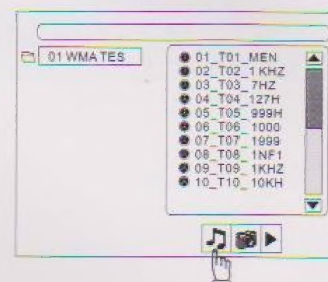 01 WMA TES
01_T01_MEN
02_T02_1 KHZ
03_T03_7HZ
04_T04_127H
05_T05_999H
06_T06_1000
07_T07_1999
08_T08_1NF1
09_T09_1KHZ
10_T10_10KH